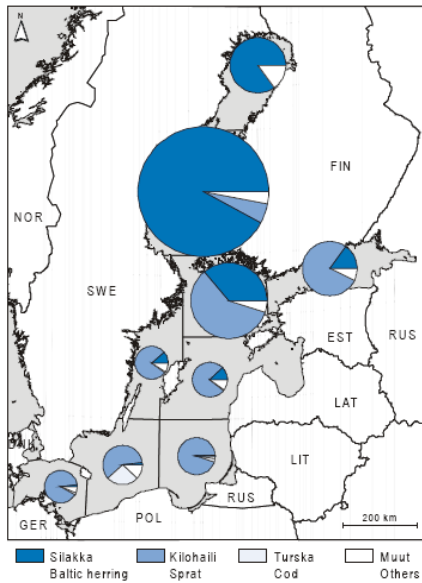 N
FIN
NOR
SWE
EST
RUS
LAT
LIT
RUS
POL
GER
200 km
Silakka
Baltic herring
Kilohaili
Sprat
Turska
Cod
Muut
Others